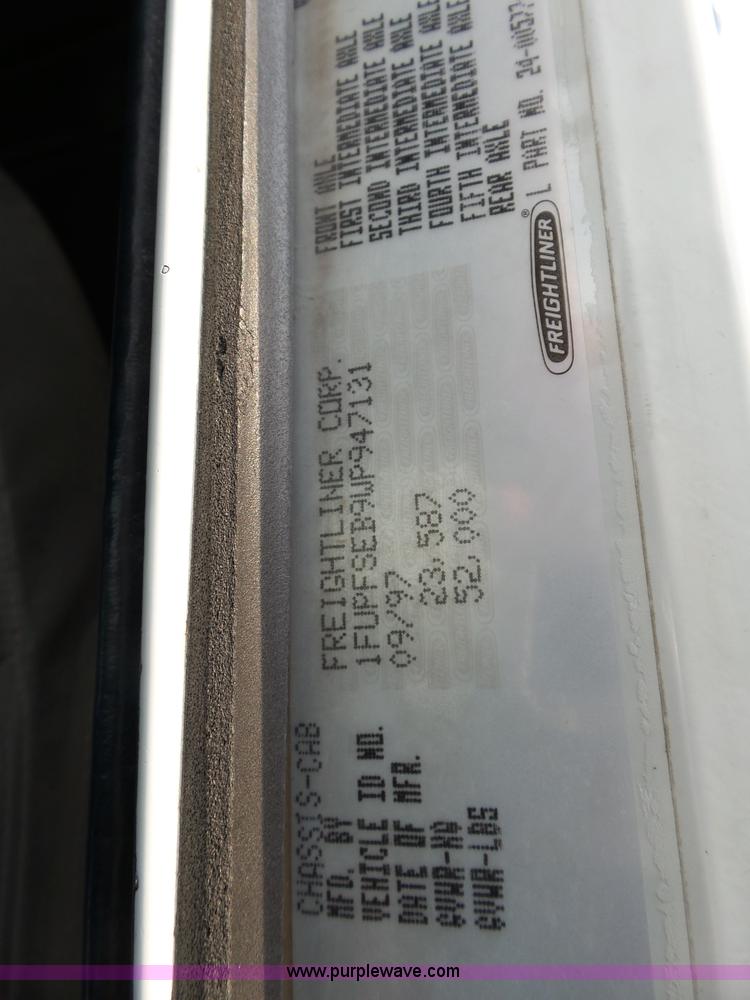 CHASSIS-CAB
MFD. BY FREIGHTLINER CORP.
VEHICLE ID NO. 1FUPFSEB9WP947131
DATE OF MFR. 09/97
GVWR-KG 23,587
GVWR-LBS 52,000
FRONT AXLE
FIRST INTERMEDIATE AXLE
SECOND INTERMEDIATE AXLE
THIRD INTERMEDIATE AXLE
FOURTH INTERMEDIATE AXLE
FIFTH INTERMEDIATE AXLE
REAR AXLE
FREIGHTLINER® L PART NO.
www.purplewave.com